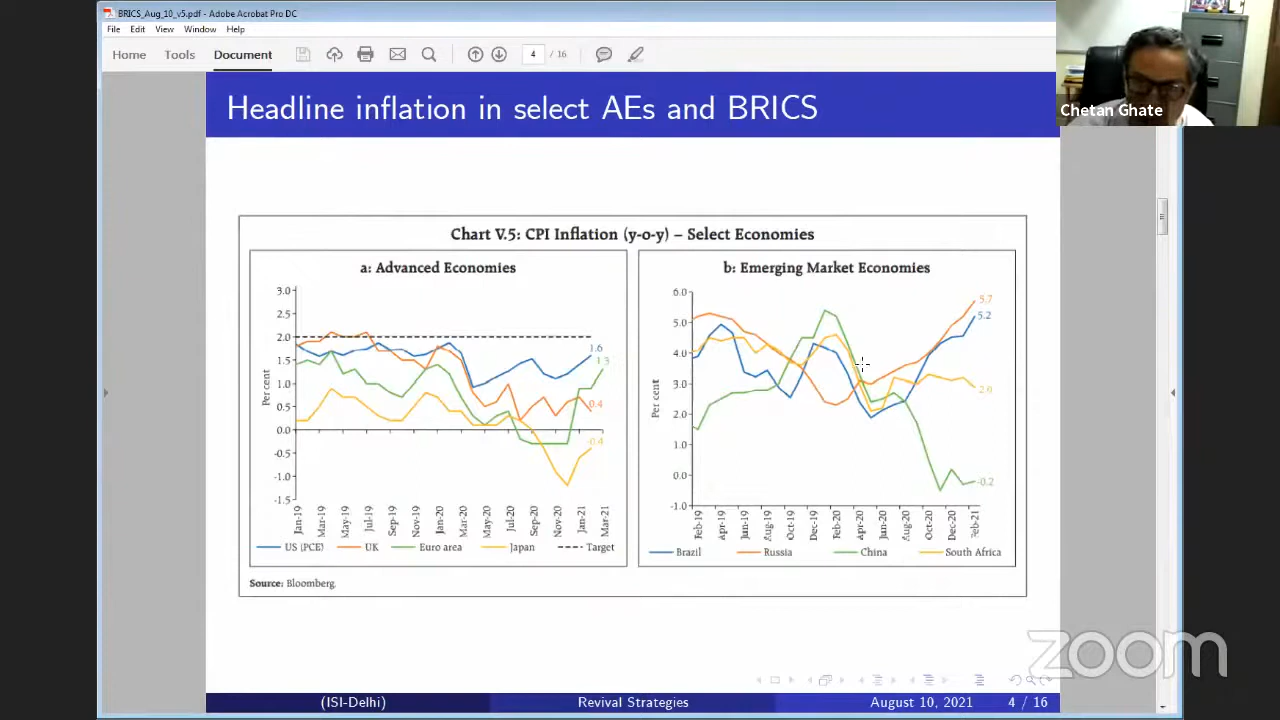 BRICS_Aug_10_v5.pdf - Adobe Acrobat Pro DC
File Edit View Window Help
Home Tools Document 4 / 16
Chetan Ghate
Headline inflation in select AEs and BRICS
Chart V.5: CPI Inflation (y-o-y) – Select Economies
a: Advanced Economies
3.0
2.5
2.0
1.5
1.0
0.5
0.0
-0.5
-1.0
-1.5
Per cent
1.6
1.3
0.4
-0.4
Jan-19 Mar-19 May-19 Jul-19 Sep-19 Nov-19 Jan-20 Mar-20 May-20 Jul-20 Sep-20 Nov-20 Jan-21 Mar-21
US (PCE) UK Euro area Japan Target
b: Emerging Market Economies
6.0
5.0
4.0
3.0
2.0
1.0
0.0
-1.0
Per cent
5.7
5.2
-0.2
Feb-19 Apr-19 Jun-19 Aug-19 Oct-19 Dec-19 Feb-20 Apr-20 Jun-20 Aug-20 Oct-20 Dec-20 Feb-21
Brazil Russia China South Africa
Source: Bloomberg.
zoom
(ISI-Delhi) Revival Strategies August 10, 2021 4 / 16